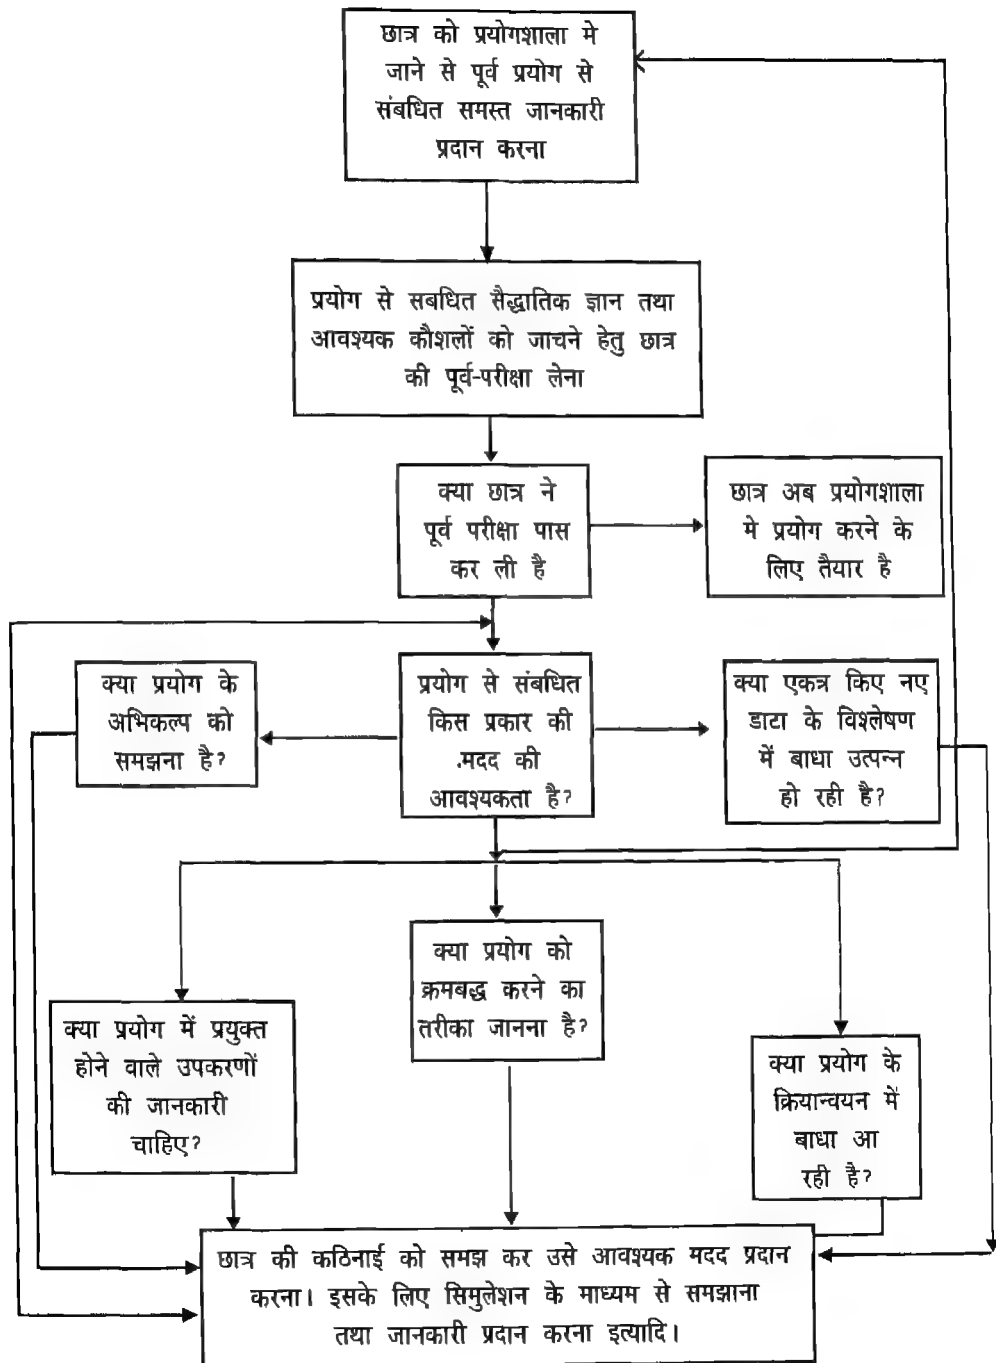 छात्र को प्रयोगशाला मे
जाने से पूर्व प्रयोग से
संबधित समस्त जानकारी
प्रदान करना
प्रयोग से सबधित सैद्धातिक ज्ञान तथा
आवश्यक कौशलों को जाचने हेतु छात्र
की पूर्व-परीक्षा लेना
क्या छात्र ने
पूर्व परीक्षा पास
कर ली है
छात्र अब प्रयोगशाला
मे प्रयोग करने के
लिए तैयार है
क्या प्रयोग के
अभिकल्प को
समझना है?
प्रयोग से संबधित
किस प्रकार की
.मदद की
आवश्यकता है?
क्या एकत्र किए नए
डाटा के विश्लेषण
में बाधा उत्पन्न
हो रही है?
क्या प्रयोग में प्रयुक्त
होने वाले उपकरणों
की जानकारी
चाहिए?
क्या प्रयोग को
क्रमबद्ध करने का
तरीका जानना है?
क्या प्रयोग के
क्रियान्वयन में
बाधा आ
रही है?
छात्र की कठिनाई को समझ कर उसे आवश्यक मदद प्रदान
करना। इसके लिए सिमुलेशन के माध्यम से समझाना
तथा जानकारी प्रदान करना इत्यादि।